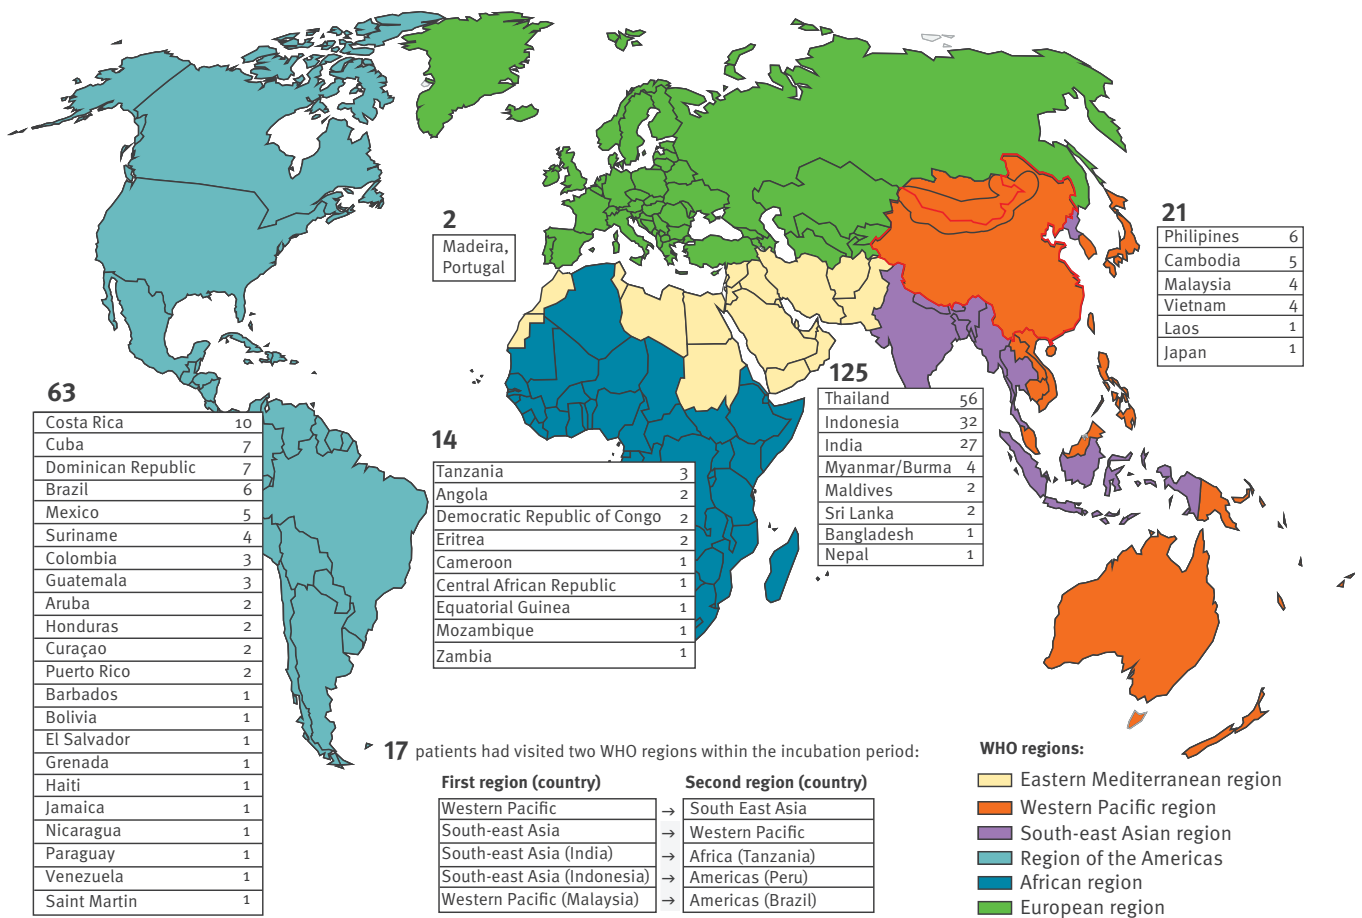 2
Madeira,
Portugal
21
Philipines 6
Cambodia 5
Malaysia 4
Vietnam 4
Laos 1
Japan 1
63
Costa Rica 10
Cuba 7
Dominican Republic 7
Brazil 6
Mexico 5
Suriname 4
Colombia 3
Guatemala 3
Aruba 2
Honduras 2
Curaçao 2
Puerto Rico 2
Barbados 1
Bolivia 1
El Salvador 1
Grenada 1
Haiti 1
Jamaica 1
Nicaragua 1
Paraguay 1
Venezuela 1
Saint Martin 1
14
Tanzania 3
Angola 2
Democratic Republic of Congo 2
Eritrea 2
Cameroon 1
Central African Republic 1
Equatorial Guinea 1
Mozambique 1
Zambia 1
125
Thailand 56
Indonesia 32
India 27
Myanmar/Burma 4
Maldives 2
Sri Lanka 2
Bangladesh 1
Nepal 1
17 patients had visited two WHO regions within the incubation period:
First region (country) Second region (country)
Western Pacific → South East Asia
South-east Asia → Western Pacific
South-east Asia (India) → Africa (Tanzania)
South-east Asia (Indonesia) → Americas (Peru)
Western Pacific (Malaysia) → Americas (Brazil)
WHO regions:
Eastern Mediterranean region
Western Pacific region
South-east Asian region
Region of the Americas
African region
European region